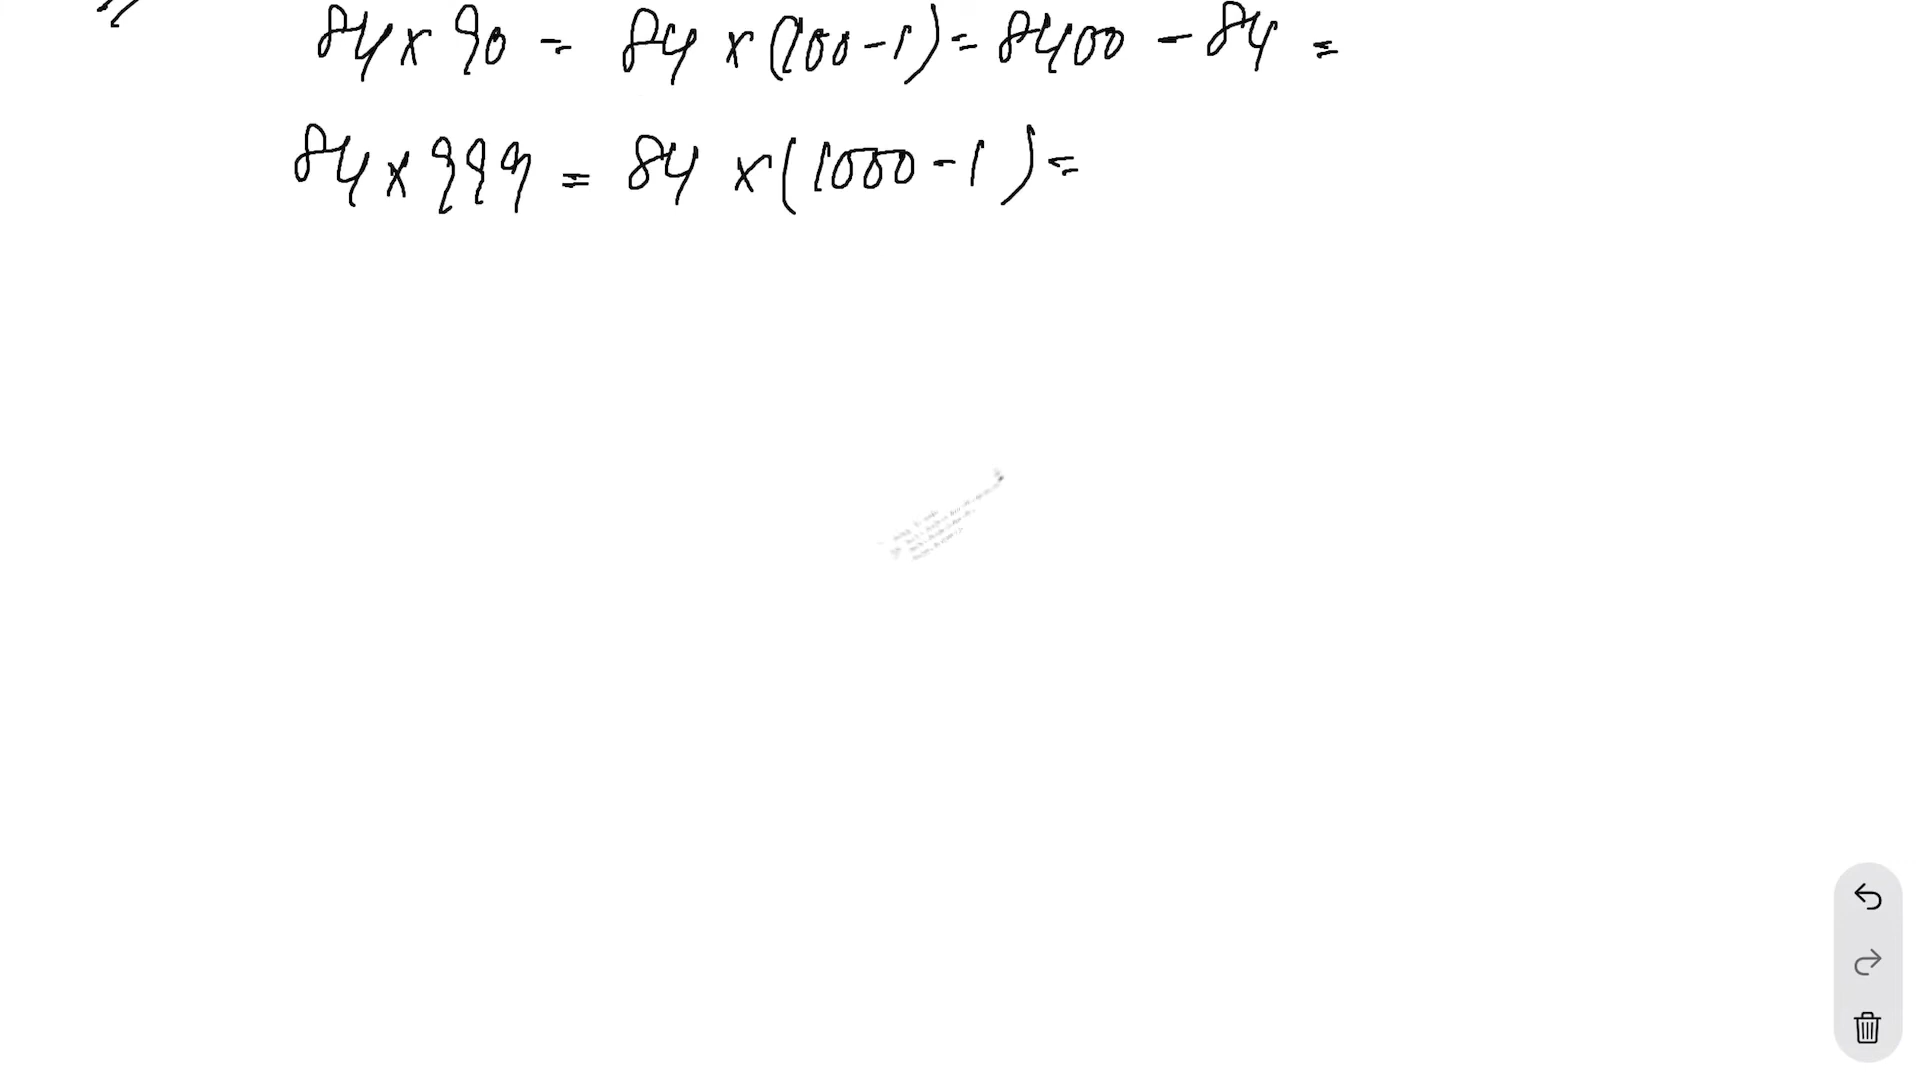 84 x 90 = 84 x (100 - 1) = 8400 - 84 =
84 x 999 = 84 x (1000 - 1) =